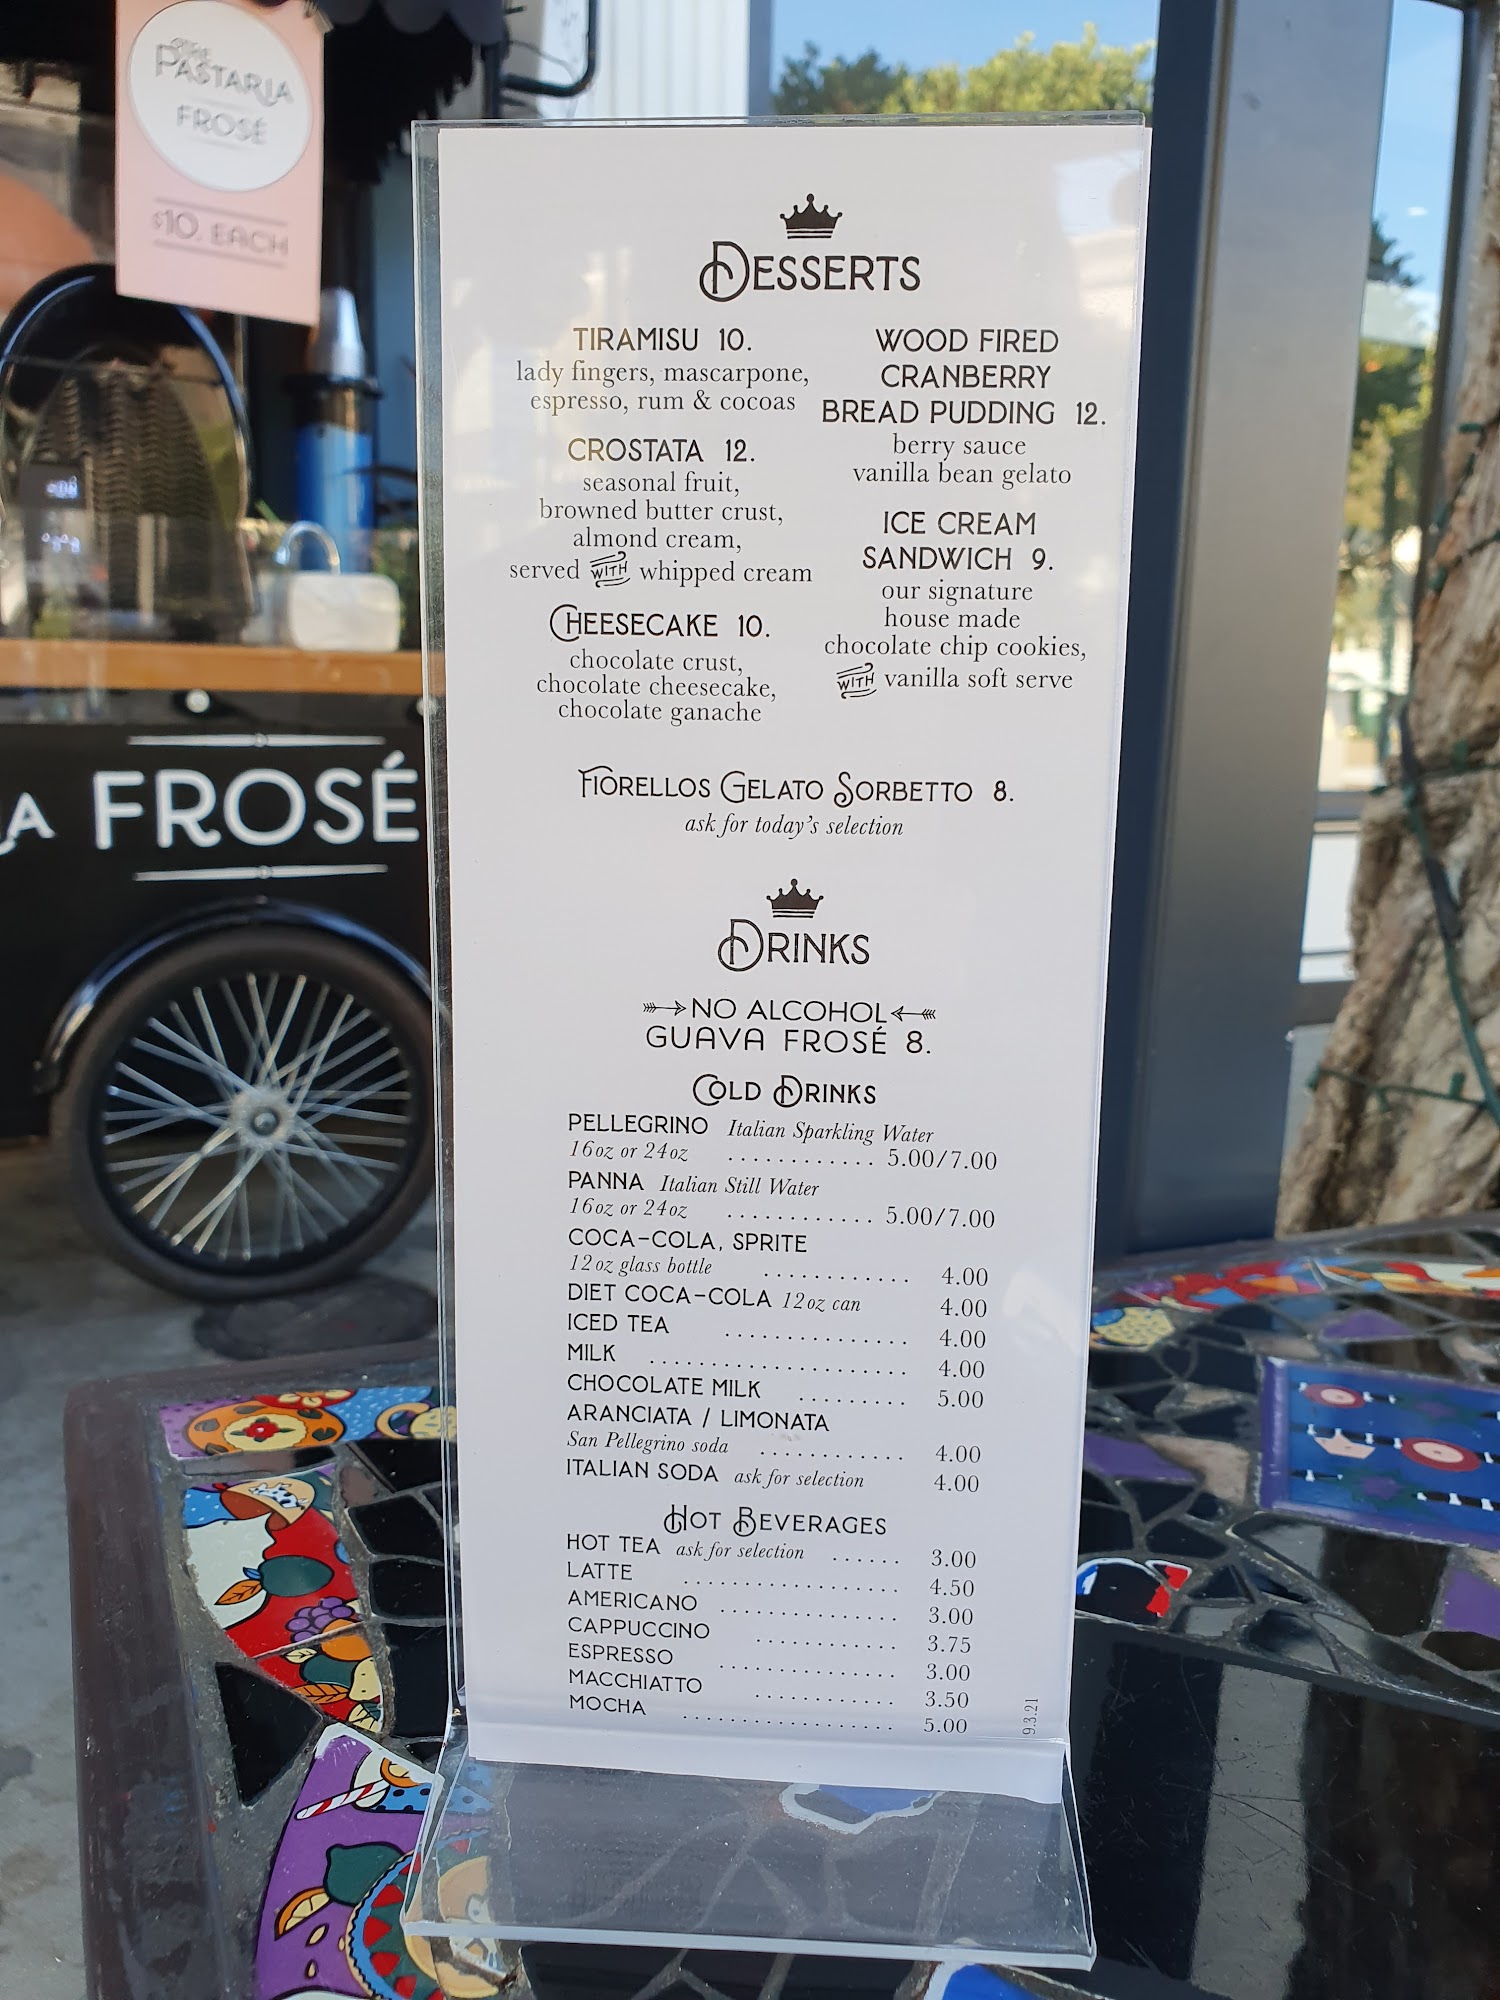 THE
PASTARIA
FROSÉ
$10. EACH
LA FROSÉ
DESSERTS
TIRAMISU 10.
lady fingers, mascarpone,
espresso, rum & cocoas
CROSTATA 12.
seasonal fruit,
browned butter crust,
almond cream,
served WITH whipped cream
CHEESECAKE 10.
chocolate crust,
chocolate cheesecake,
chocolate ganache
WOOD FIRED
CRANBERRY
BREAD PUDDING 12.
berry sauce
vanilla bean gelato
ICE CREAM
SANDWICH 9.
our signature
house made
chocolate chip cookies,
WITH vanilla soft serve
FIORELLOS GELATO SORBETTO 8.
ask for today's selection
DRINKS
NO ALCOHOL
GUAVA FROSÉ 8.
COLD DRINKS
PELLEGRINO Italian Sparkling Water
16oz or 24oz ............ 5.00/7.00
PANNA Italian Still Water
16oz or 24oz ............ 5.00/7.00
COCA-COLA, SPRITE
12oz glass bottle ............ 4.00
DIET COCA-COLA 12oz can 4.00
ICED TEA ............... 4.00
MILK ..................... 4.00
CHOCOLATE MILK ......... 5.00
ARANCIATA / LIMONATA
San Pellegrino soda ............ 4.00
ITALIAN SODA ask for selection 4.00
HOT BEVERAGES
HOT TEA ask for selection ...... 3.00
LATTE .................. 4.50
AMERICANO ............... 3.00
CAPPUCCINO ............ 3.75
ESPRESSO ............... 3.00
MACCHIATTO ............ 3.50
MOCHA .................. 5.00
9.3.21